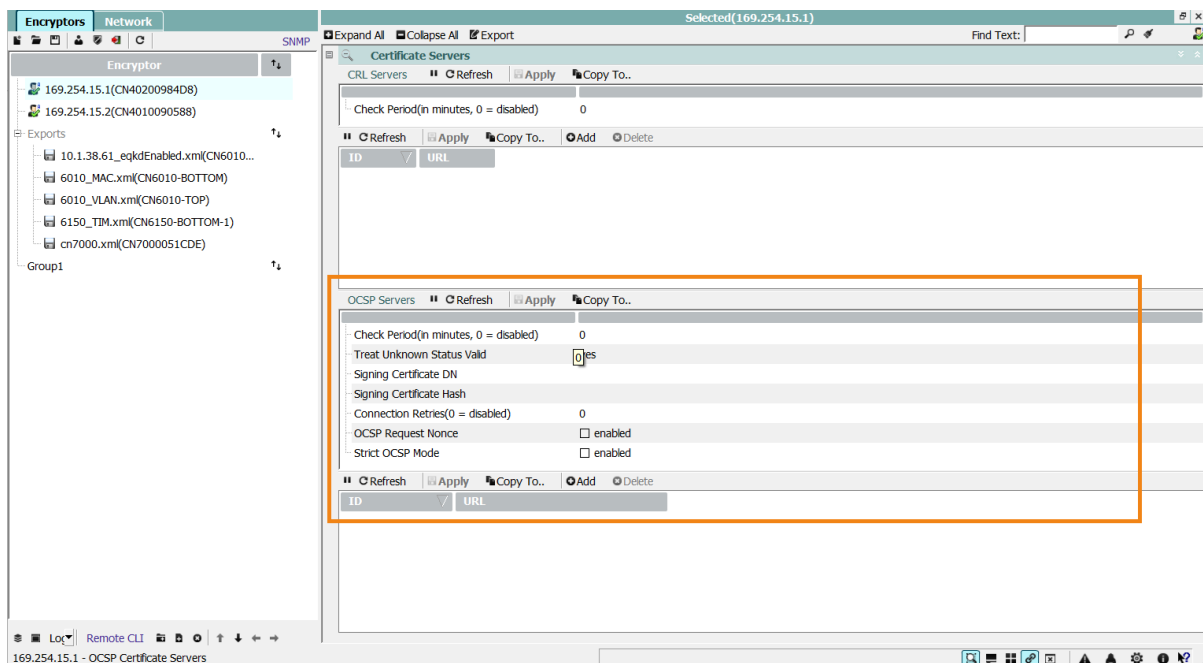 Encryptors Network
SNMP
Encryptor
169.254.15.1(CN40200984D8)
169.254.15.2(CN4010090588)
Exports
10.1.38.61_eqkdEnabled.xml(CN6010...
6010_MAC.xml(CN6010-BOTTOM)
6010_VLAN.xml(CN6010-TOP)
6150_TIM.xml(CN6150-BOTTOM-1)
cn7000.xml(CN7000051CDE)
Group1
Remote CLI
169.254.15.1 - OCSP Certificate Servers
Selected(169.254.15.1)
Expand All Collapse All Export Find Text:
Certificate Servers
CRL Servers Refresh Apply Copy To..
Check Period(in minutes, 0 = disabled) 0
Refresh Apply Copy To.. Add Delete
ID URL
OCSP Servers Refresh Apply Copy To..
Check Period(in minutes, 0 = disabled) 0
Treat Unknown Status Valid 0
Signing Certificate DN
Signing Certificate Hash
Connection Retries(0 = disabled) 0
OCSP Request Nonce enabled
Strict OCSP Mode enabled
Refresh Apply Copy To.. Add Delete
ID URL